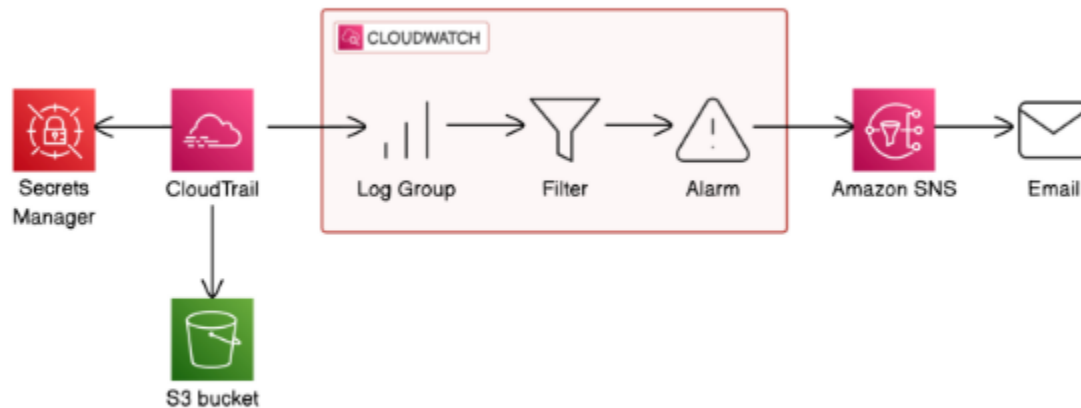 CLOUDWATCH
Secrets
Manager
CloudTrail
Log Group
Filter
Alarm
Amazon SNS
Email
S3 bucket